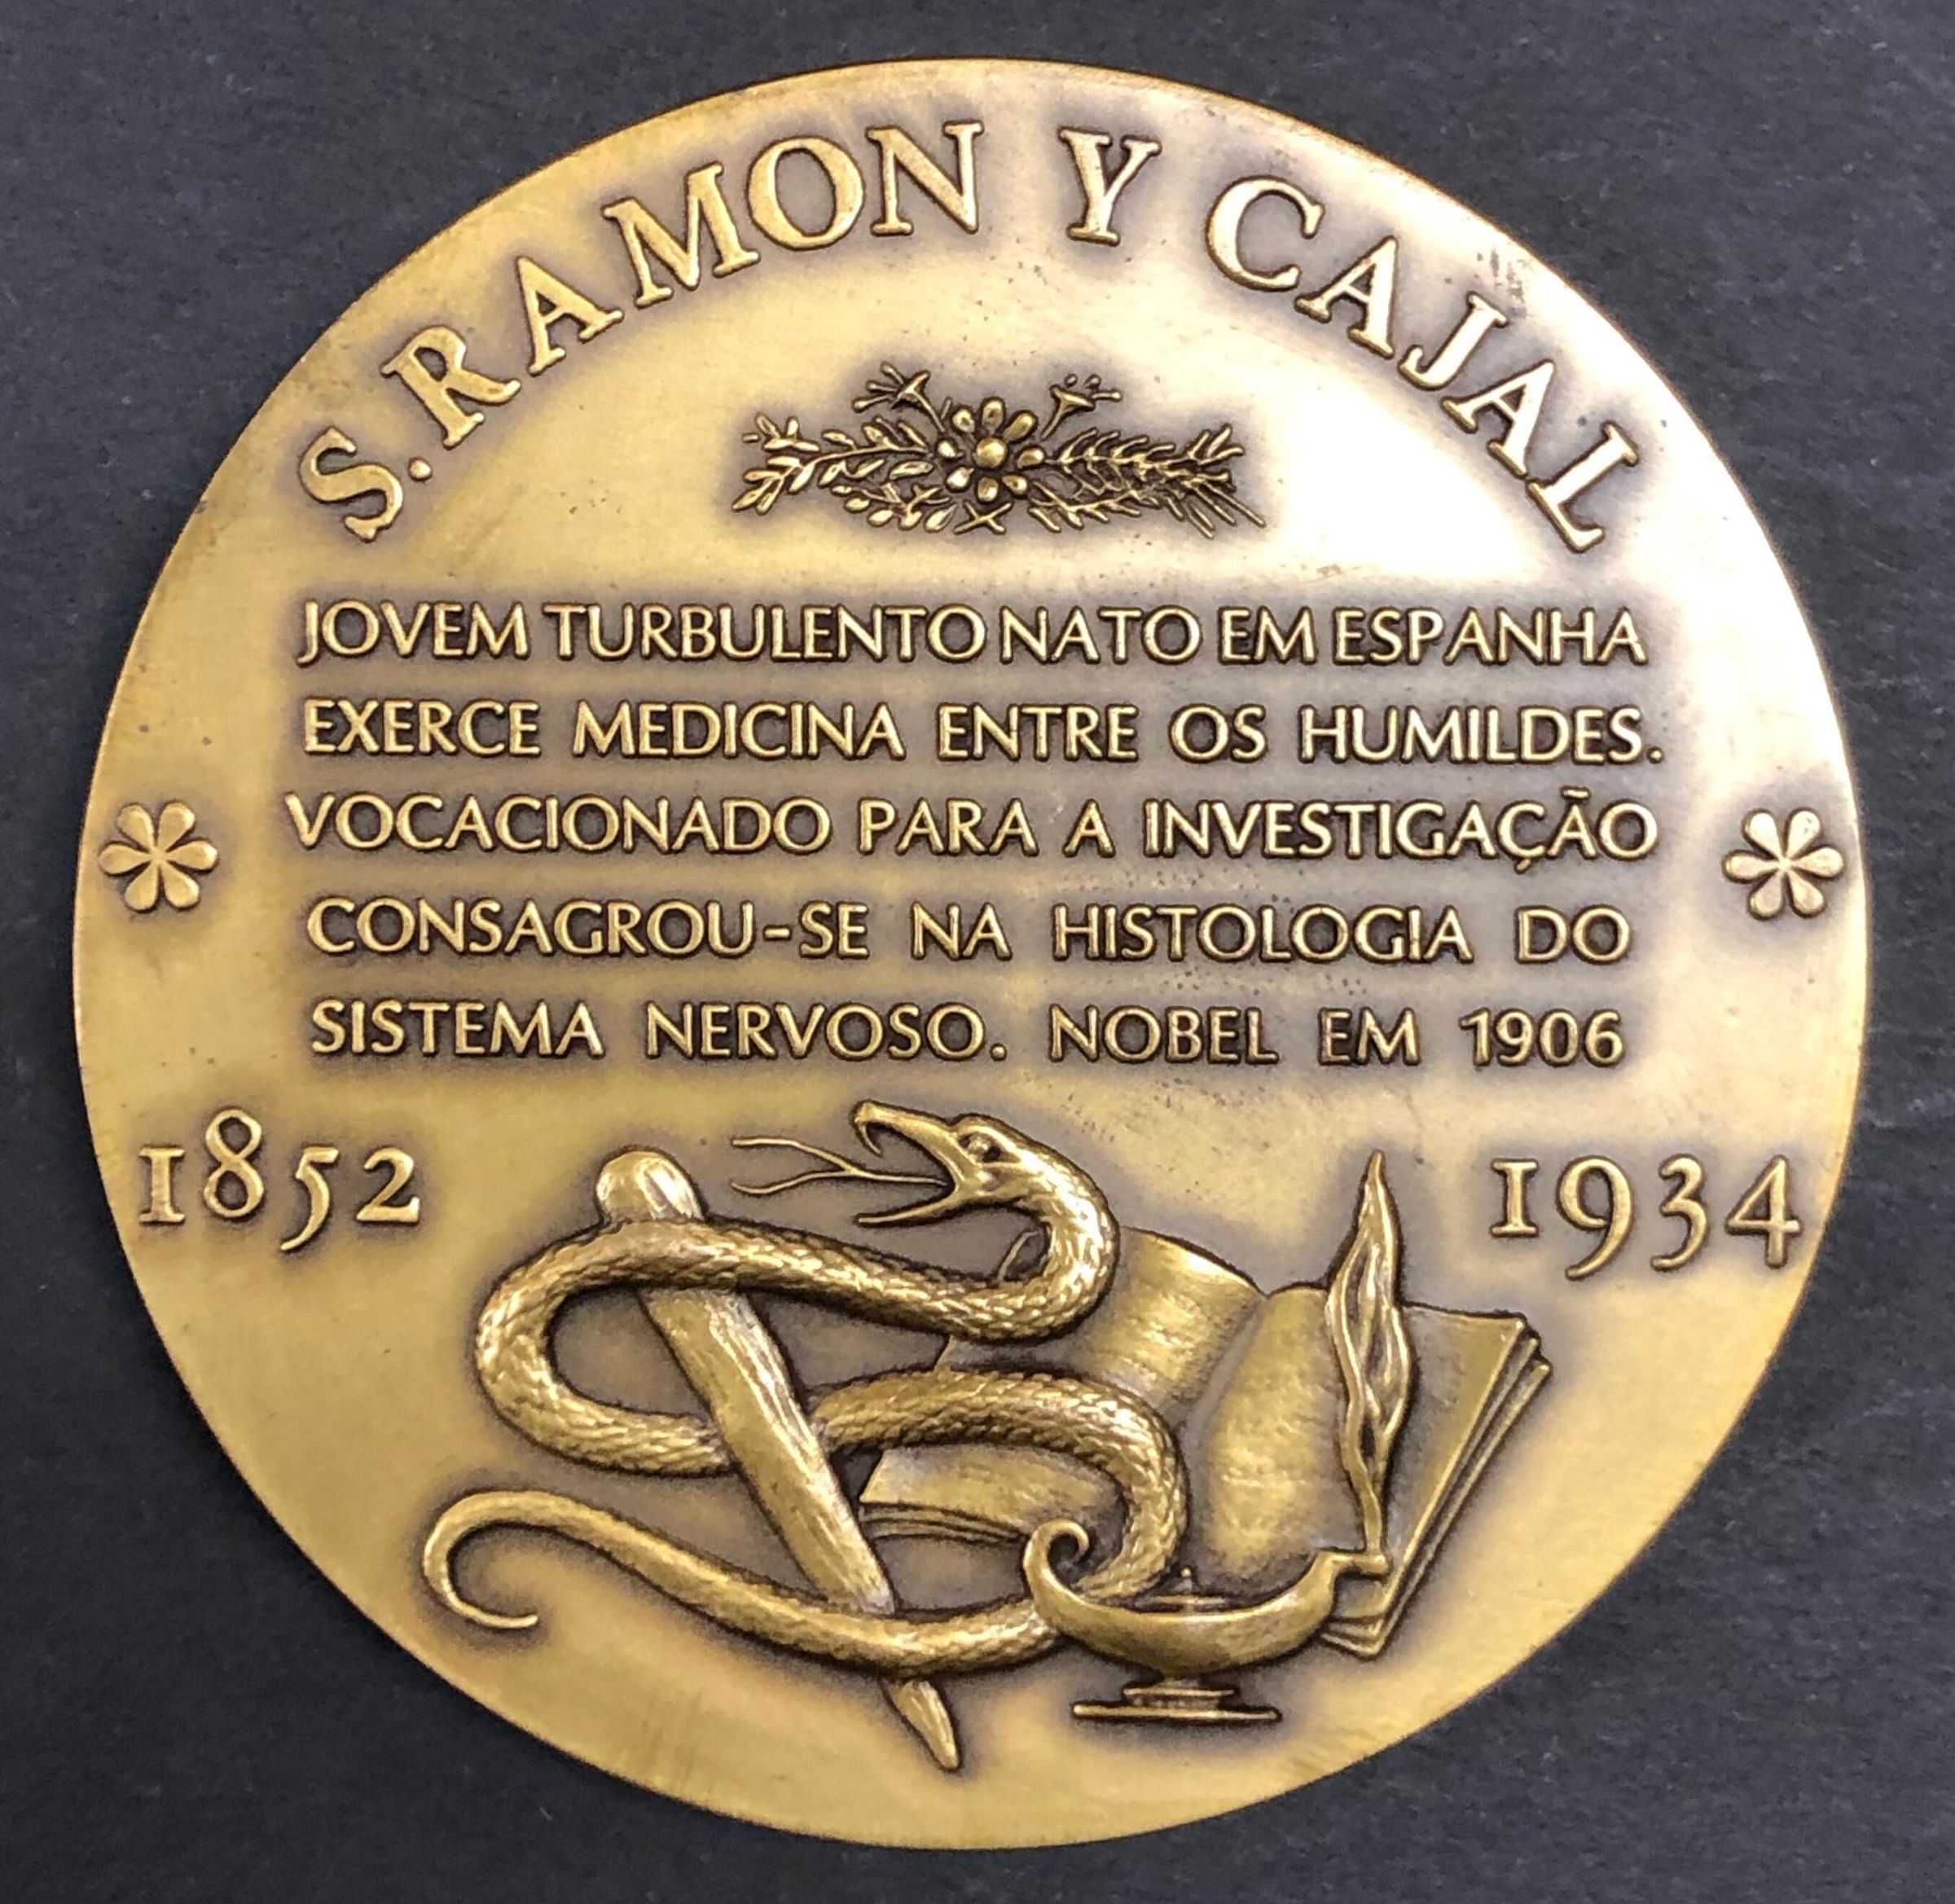 S. RAMON Y CAJAL
JOVEM TURBULENTO NATO EM ESPANHA
EXERCE MEDICINA ENTRE OS HUMILDES.
VOCACIONADO PARA A INVESTIGAÇÃO
CONSAGROU-SE NA HISTOLOGIA DO
SISTEMA NERVOSO. NOBEL EM 1906
1852
1934